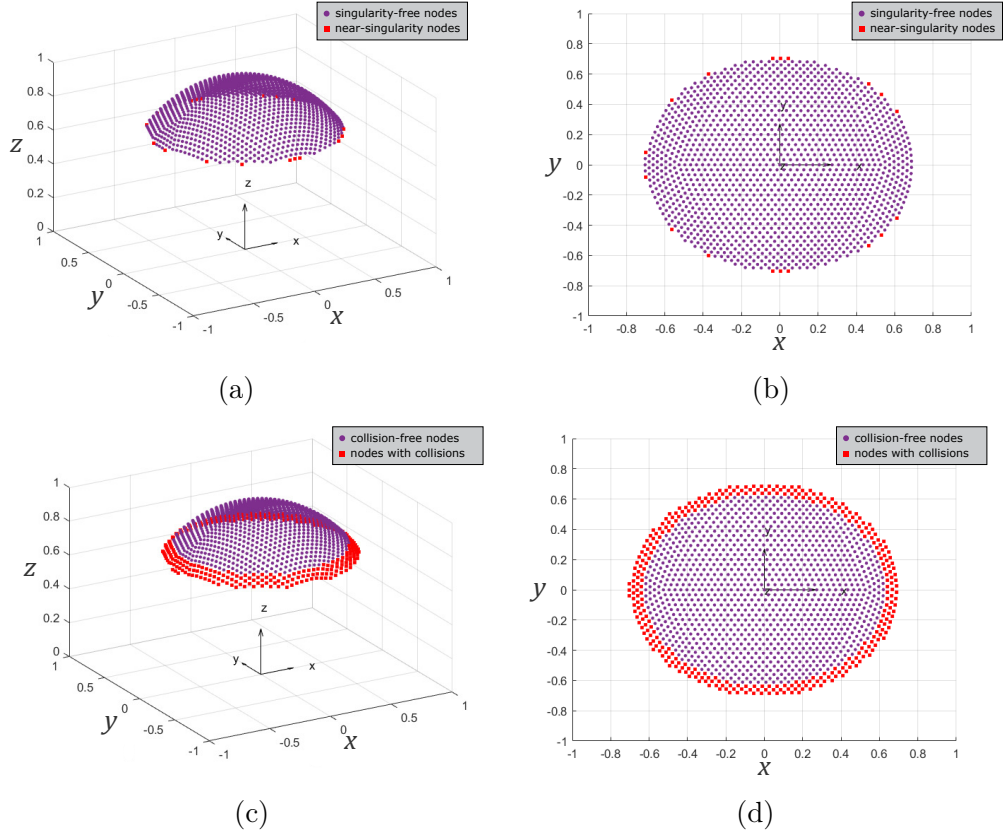 singularity-free nodes
near-singularity nodes
1
0.8
0.6
0.4
0.2
0
z
z
y
x
1
0.5
0
-0.5
-1
y
-1
-0.5
0
0.5
1
x
(a)
singularity-free nodes
near-singularity nodes
1
0.8
0.6
0.4
0.2
0
-0.2
-0.4
-0.6
-0.8
-1
y
y
z
x
-1 -0.8 -0.6 -0.4 -0.2 0 0.2 0.4 0.6 0.8 1
x
(b)
collision-free nodes
nodes with collisions
1
0.8
0.6
0.4
0.2
0
z
z
y
x
1
0.5
0
-0.5
-1
y
-1
-0.5
0
0.5
1
x
(c)
collision-free nodes
nodes with collisions
1
0.8
0.6
0.4
0.2
0
-0.2
-0.4
-0.6
-0.8
-1
y
y
z
x
-1 -0.8 -0.6 -0.4 -0.2 0 0.2 0.4 0.6 0.8 1
x
(d)